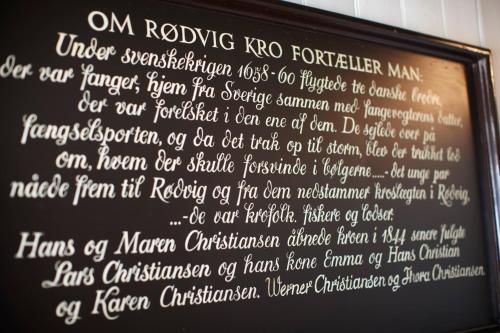 OM RØDVIG KRO FORTÆLLER MAN:
Under svenskekrigen 1658-60 flygtede tre danske brødre,
der var fanger, hjem fra Sverige sammen med fangevogterens datter,
der var forelsket i den ene af dem. De sejlede over på
fængselsporten, og da det trak op til storm, blev der trukket lod
om, hvem der skulle forsvinde i bølgerne.....-det unge par
nåede frem til Rødvig og fra dem nedstammer kroslægten i Rødvig,
...-de var krofolk, fiskere og lodser.
Hans og Maren Christiansen åbnede kroen i 1844 senere fulgte
Lars Christiansen og hans kone Emma og Hans Christian
og Karen Christiansen. Werner Christiansen og Thora Christiansen